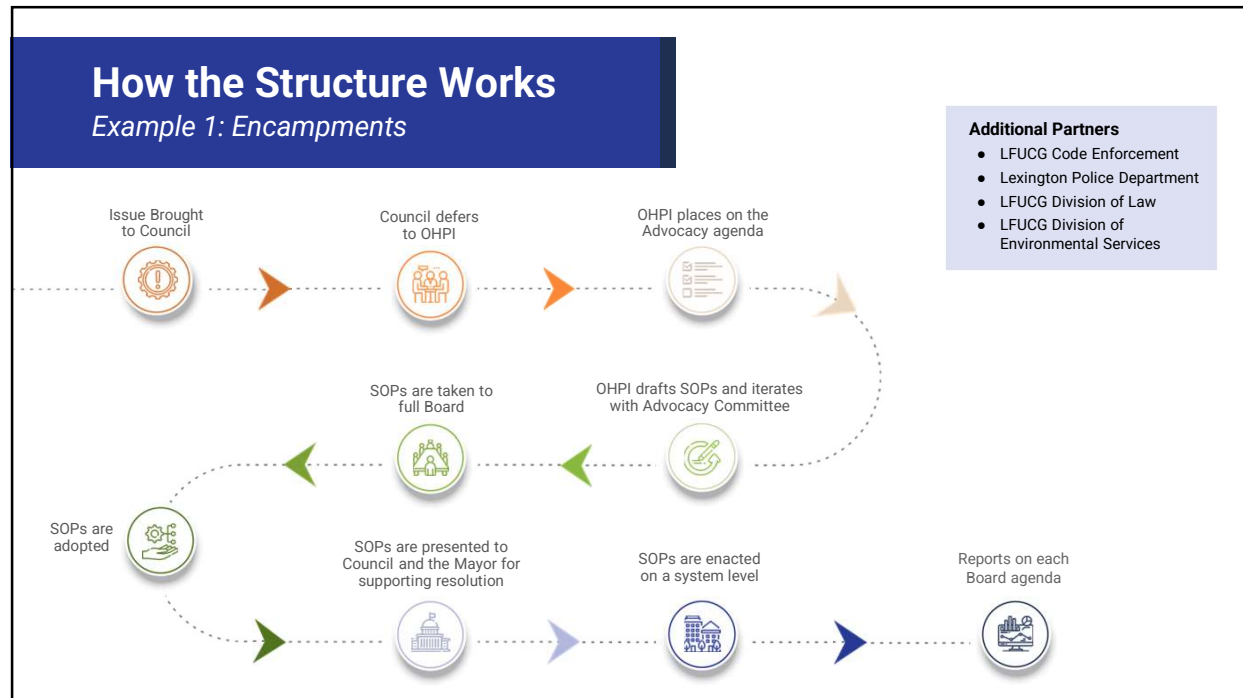 How the Structure Works
Example 1: Encampments
Additional Partners
● LFUCG Code Enforcement
● Lexington Police Department
● LFUCG Division of Law
● LFUCG Division of
Environmental Services
Issue Brought
to Council
Council defers
to OHPI
OHPI places on the
Advocacy agenda
OHPI drafts SOPs and iterates
with Advocacy Committee
SOPs are taken to
full Board
SOPs are
adopted
SOPs are presented to
Council and the Mayor for
supporting resolution
SOPs are enacted
on a system level
Reports on each
Board agenda